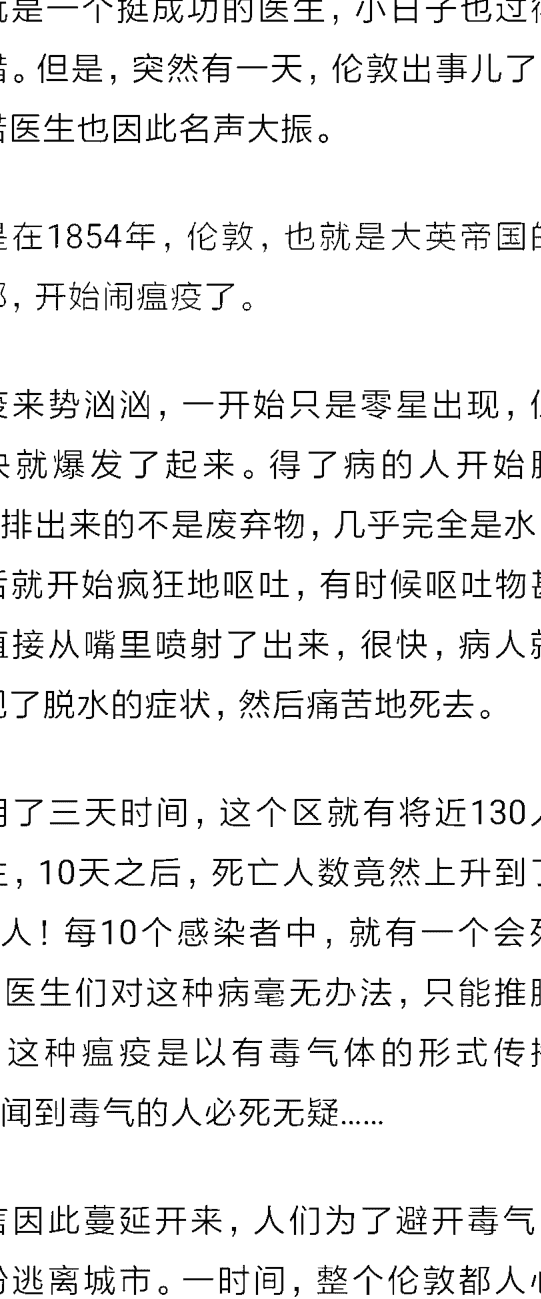 是一个挺成功的医生，小日子也过
。但是，突然有一天，伦敦出事儿了
医生也因此名声大振。
在1854年，伦敦，也就是大英帝国的
，开始闹瘟疫了。
来势汹汹，一开始只是零星出现，
就爆发了起来。得了病的人开始
排出来的不是废弃物，几乎完全是水
就开始疯狂地呕吐，有时候呕吐物
直接从嘴里喷射了出来，很快，病人
了脱水的症状，然后痛苦地死去。
了三天时间，这个区就有将近130人
，10天之后，死亡人数竟然上升到了
人！每10个感染者中，就有一个会死
医生们对这种病毫无办法，只能推
这种瘟疫是以有毒气体的形式传播
闻到毒气的人必死无疑……
因此蔓延开来，人们为了避开毒气
逃离城市。一时间，整个伦敦都人心